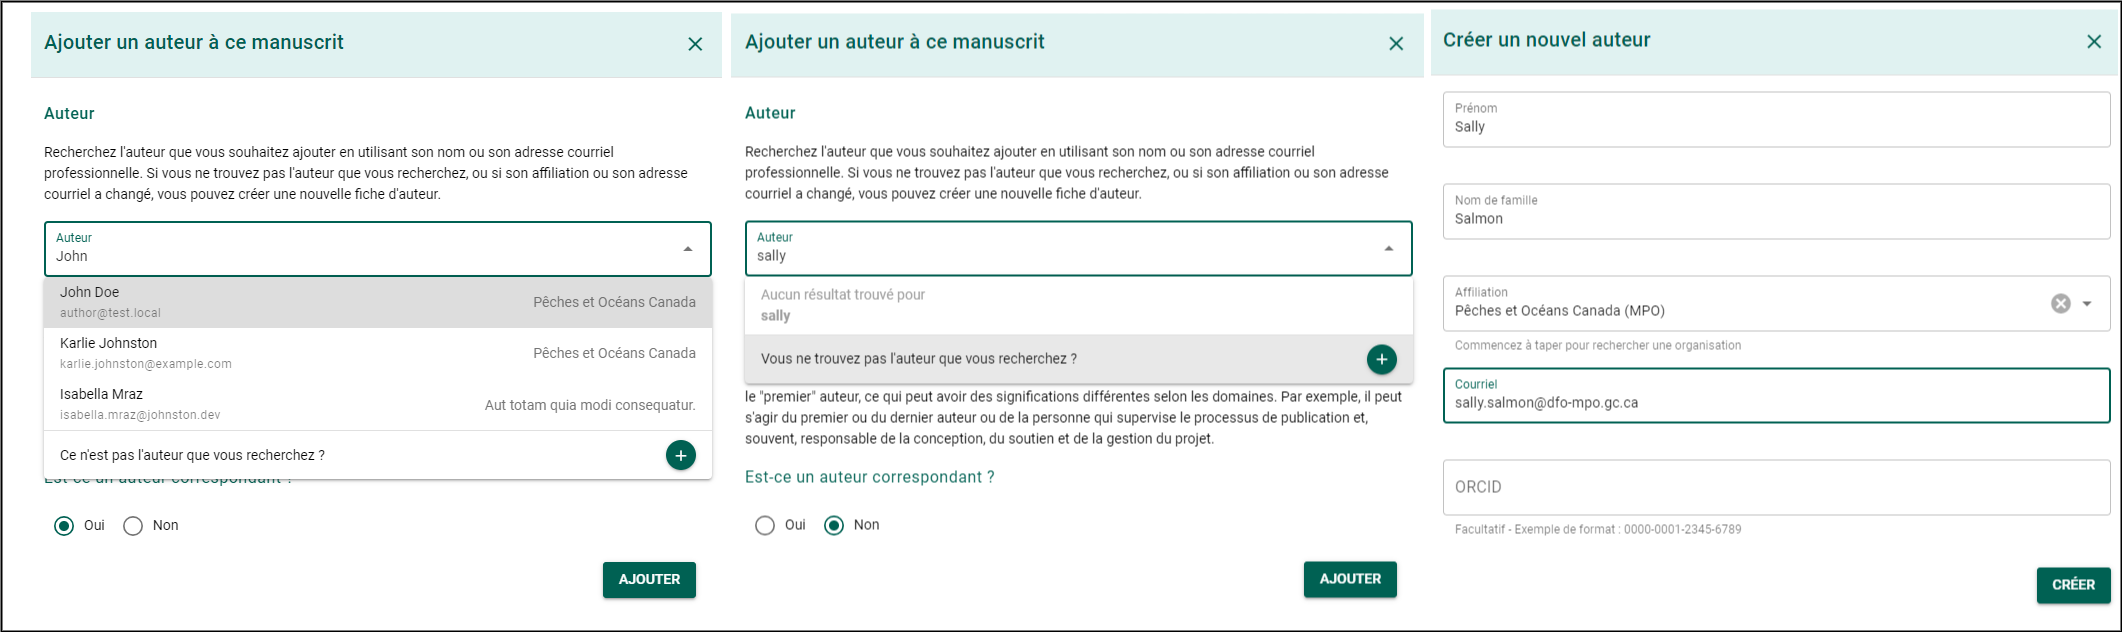 Ajouter un auteur à ce manuscrit
Auteur
Recherchez l'auteur que vous souhaitez ajouter en utilisant son nom ou son adresse courriel
professionnelle. Si vous ne trouvez pas l'auteur que vous recherchez, ou si son affiliation ou son adresse
courriel a changé, vous pouvez créer une nouvelle fiche d'auteur.
Auteur
John
John Doe
author@test.local
Pêches et Océans Canada
Karlie Johnston
karlie.johnston@example.com
Pêches et Océans Canada
Isabella Mraz
isabella.mraz@johnston.dev
Aut totam quia modi consequatur.
Ce n'est pas l'auteur que vous recherchez ?
Est-ce un auteur correspondant ?
Oui Non
AJOUTER
Ajouter un auteur à ce manuscrit
Auteur
Recherchez l'auteur que vous souhaitez ajouter en utilisant son nom ou son adresse courriel
professionnelle. Si vous ne trouvez pas l'auteur que vous recherchez, ou si son affiliation ou son adresse
courriel a changé, vous pouvez créer une nouvelle fiche d'auteur.
Auteur
sally
Aucun résultat trouvé pour
sally
Vous ne trouvez pas l'auteur que vous recherchez ?
le "premier" auteur, ce qui peut avoir des significations différentes selon les domaines. Par exemple, il peut
s'agir du premier ou du dernier auteur ou de la personne qui supervise le processus de publication et,
souvent, responsable de la conception, du soutien et de la gestion du projet.
Est-ce un auteur correspondant ?
Oui Non
AJOUTER
Créer un nouvel auteur
Prénom
Sally
Nom de famille
Salmon
Affiliation
Pêches et Océans Canada (MPO)
Commencez à taper pour rechercher une organisation
Courriel
sally.salmon@dfo-mpo.gc.ca
ORCID
Facultatif - Exemple de format : 0000-0001-2345-6789
CRÉER